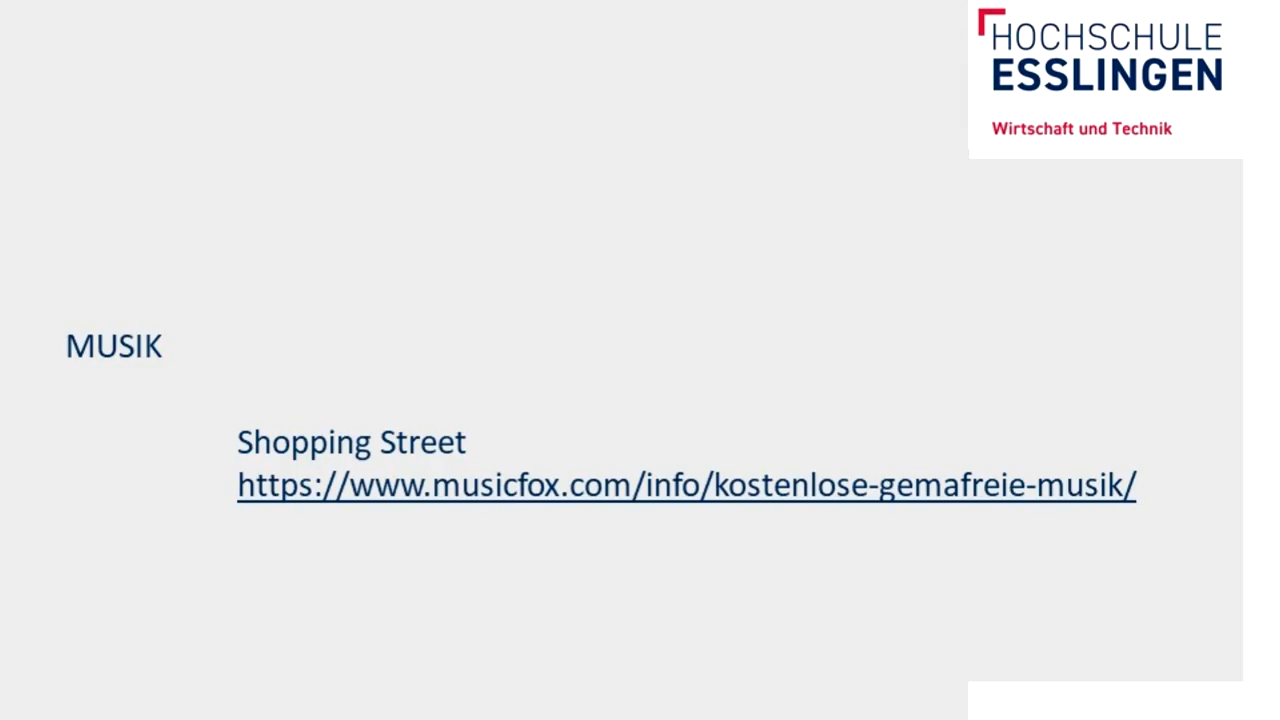 HOCHSCHULE
ESSLINGEN
Wirtschaft und Technik
MUSIK
Shopping Street
https://www.musicfox.com/info/kostenlose-gemafreie-musik/